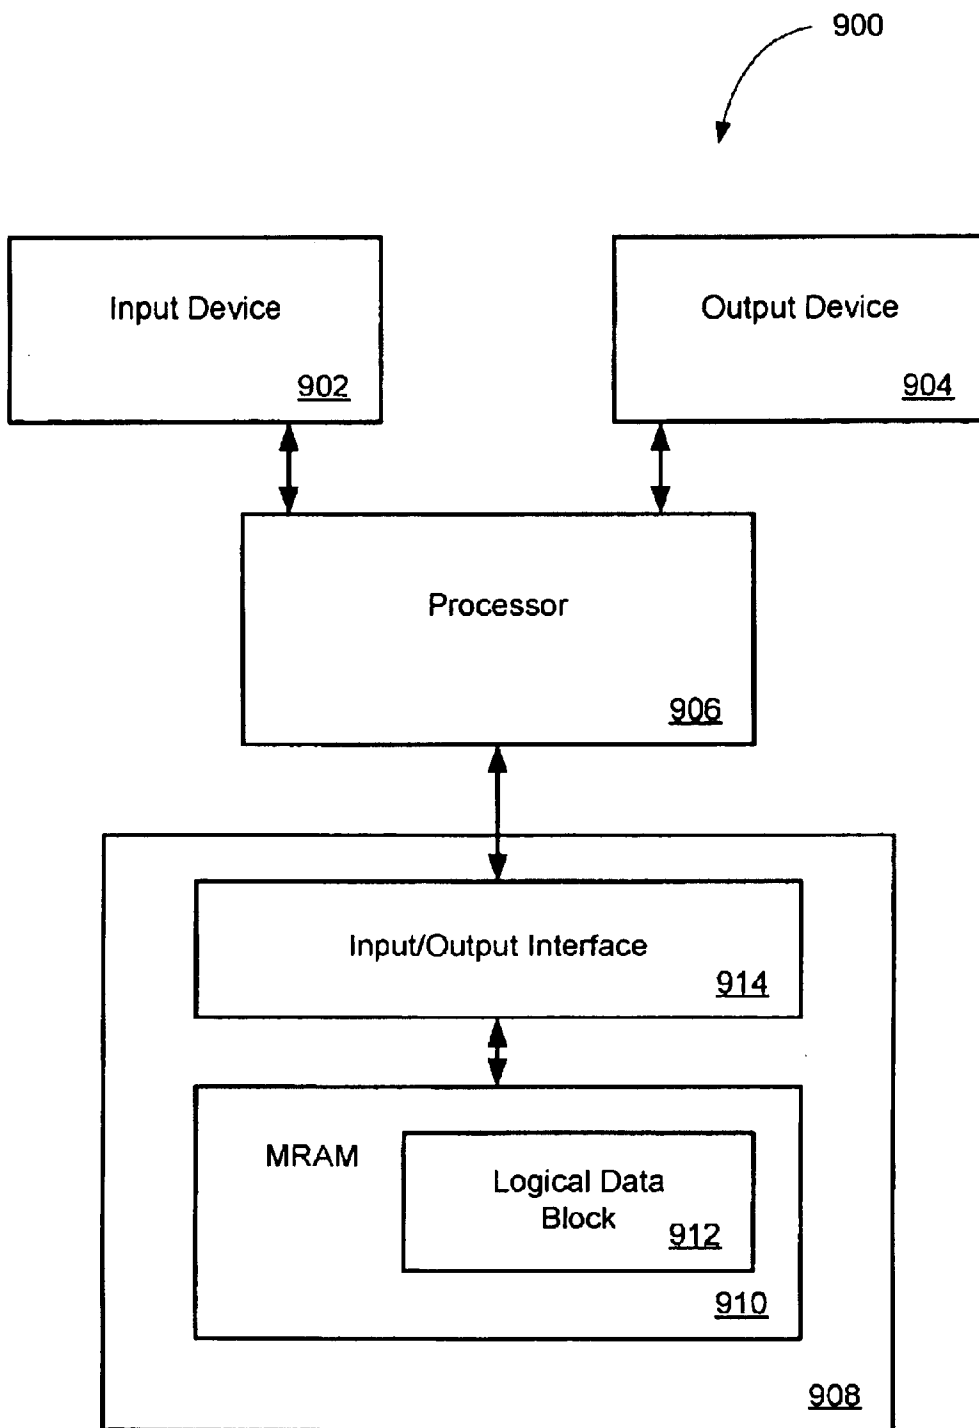 900
Input Device
902
Output Device
904
Processor
906
Input/Output Interface
914
MRAM
Logical Data
Block
912
910
908